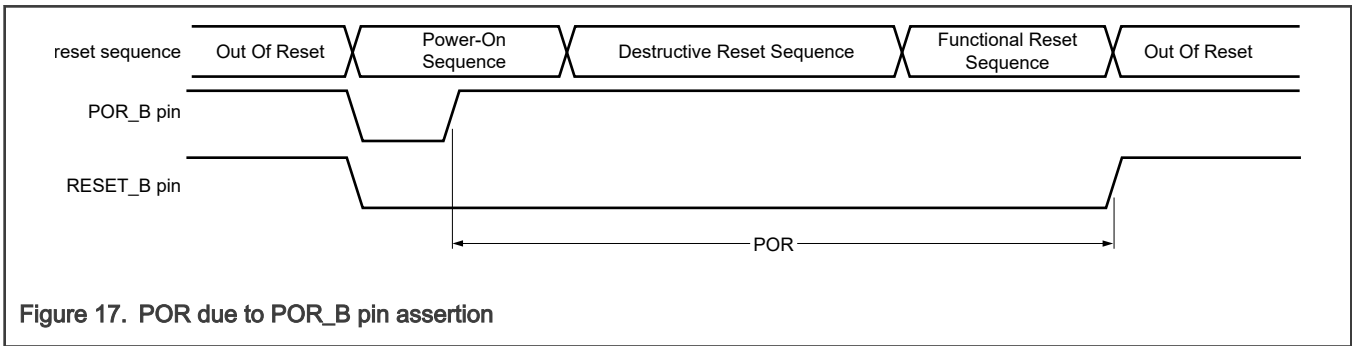 reset sequence Out Of Reset Power-On Sequence Destructive Reset Sequence Functional Reset Sequence Out Of Reset
POR_B pin
RESET_B pin
POR
Figure 17. POR due to POR_B pin assertion